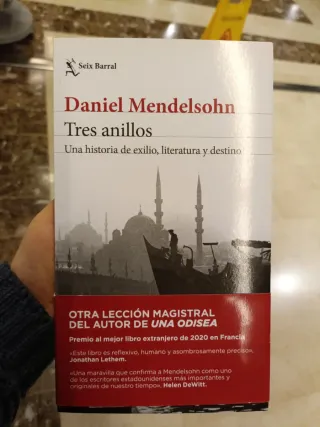 Seix Barral
Daniel Mendelsohn
Tres anillos
Una historia de exilio, literatura y destino
OTRA LECCIÓN MAGISTRAL
DEL AUTOR DE UNA ODISEA
Premio al mejor libro extranjero de 2020 en Francia
«Este libro es reflexivo, humano y asombrosamente preciso»,
Jonathan Lethem.
«Una maravilla que confirma a Mendelsohn como uno
de los escritores estadounidenses más importantes y
originales de nuestro tiempo», Helen DeWitt.